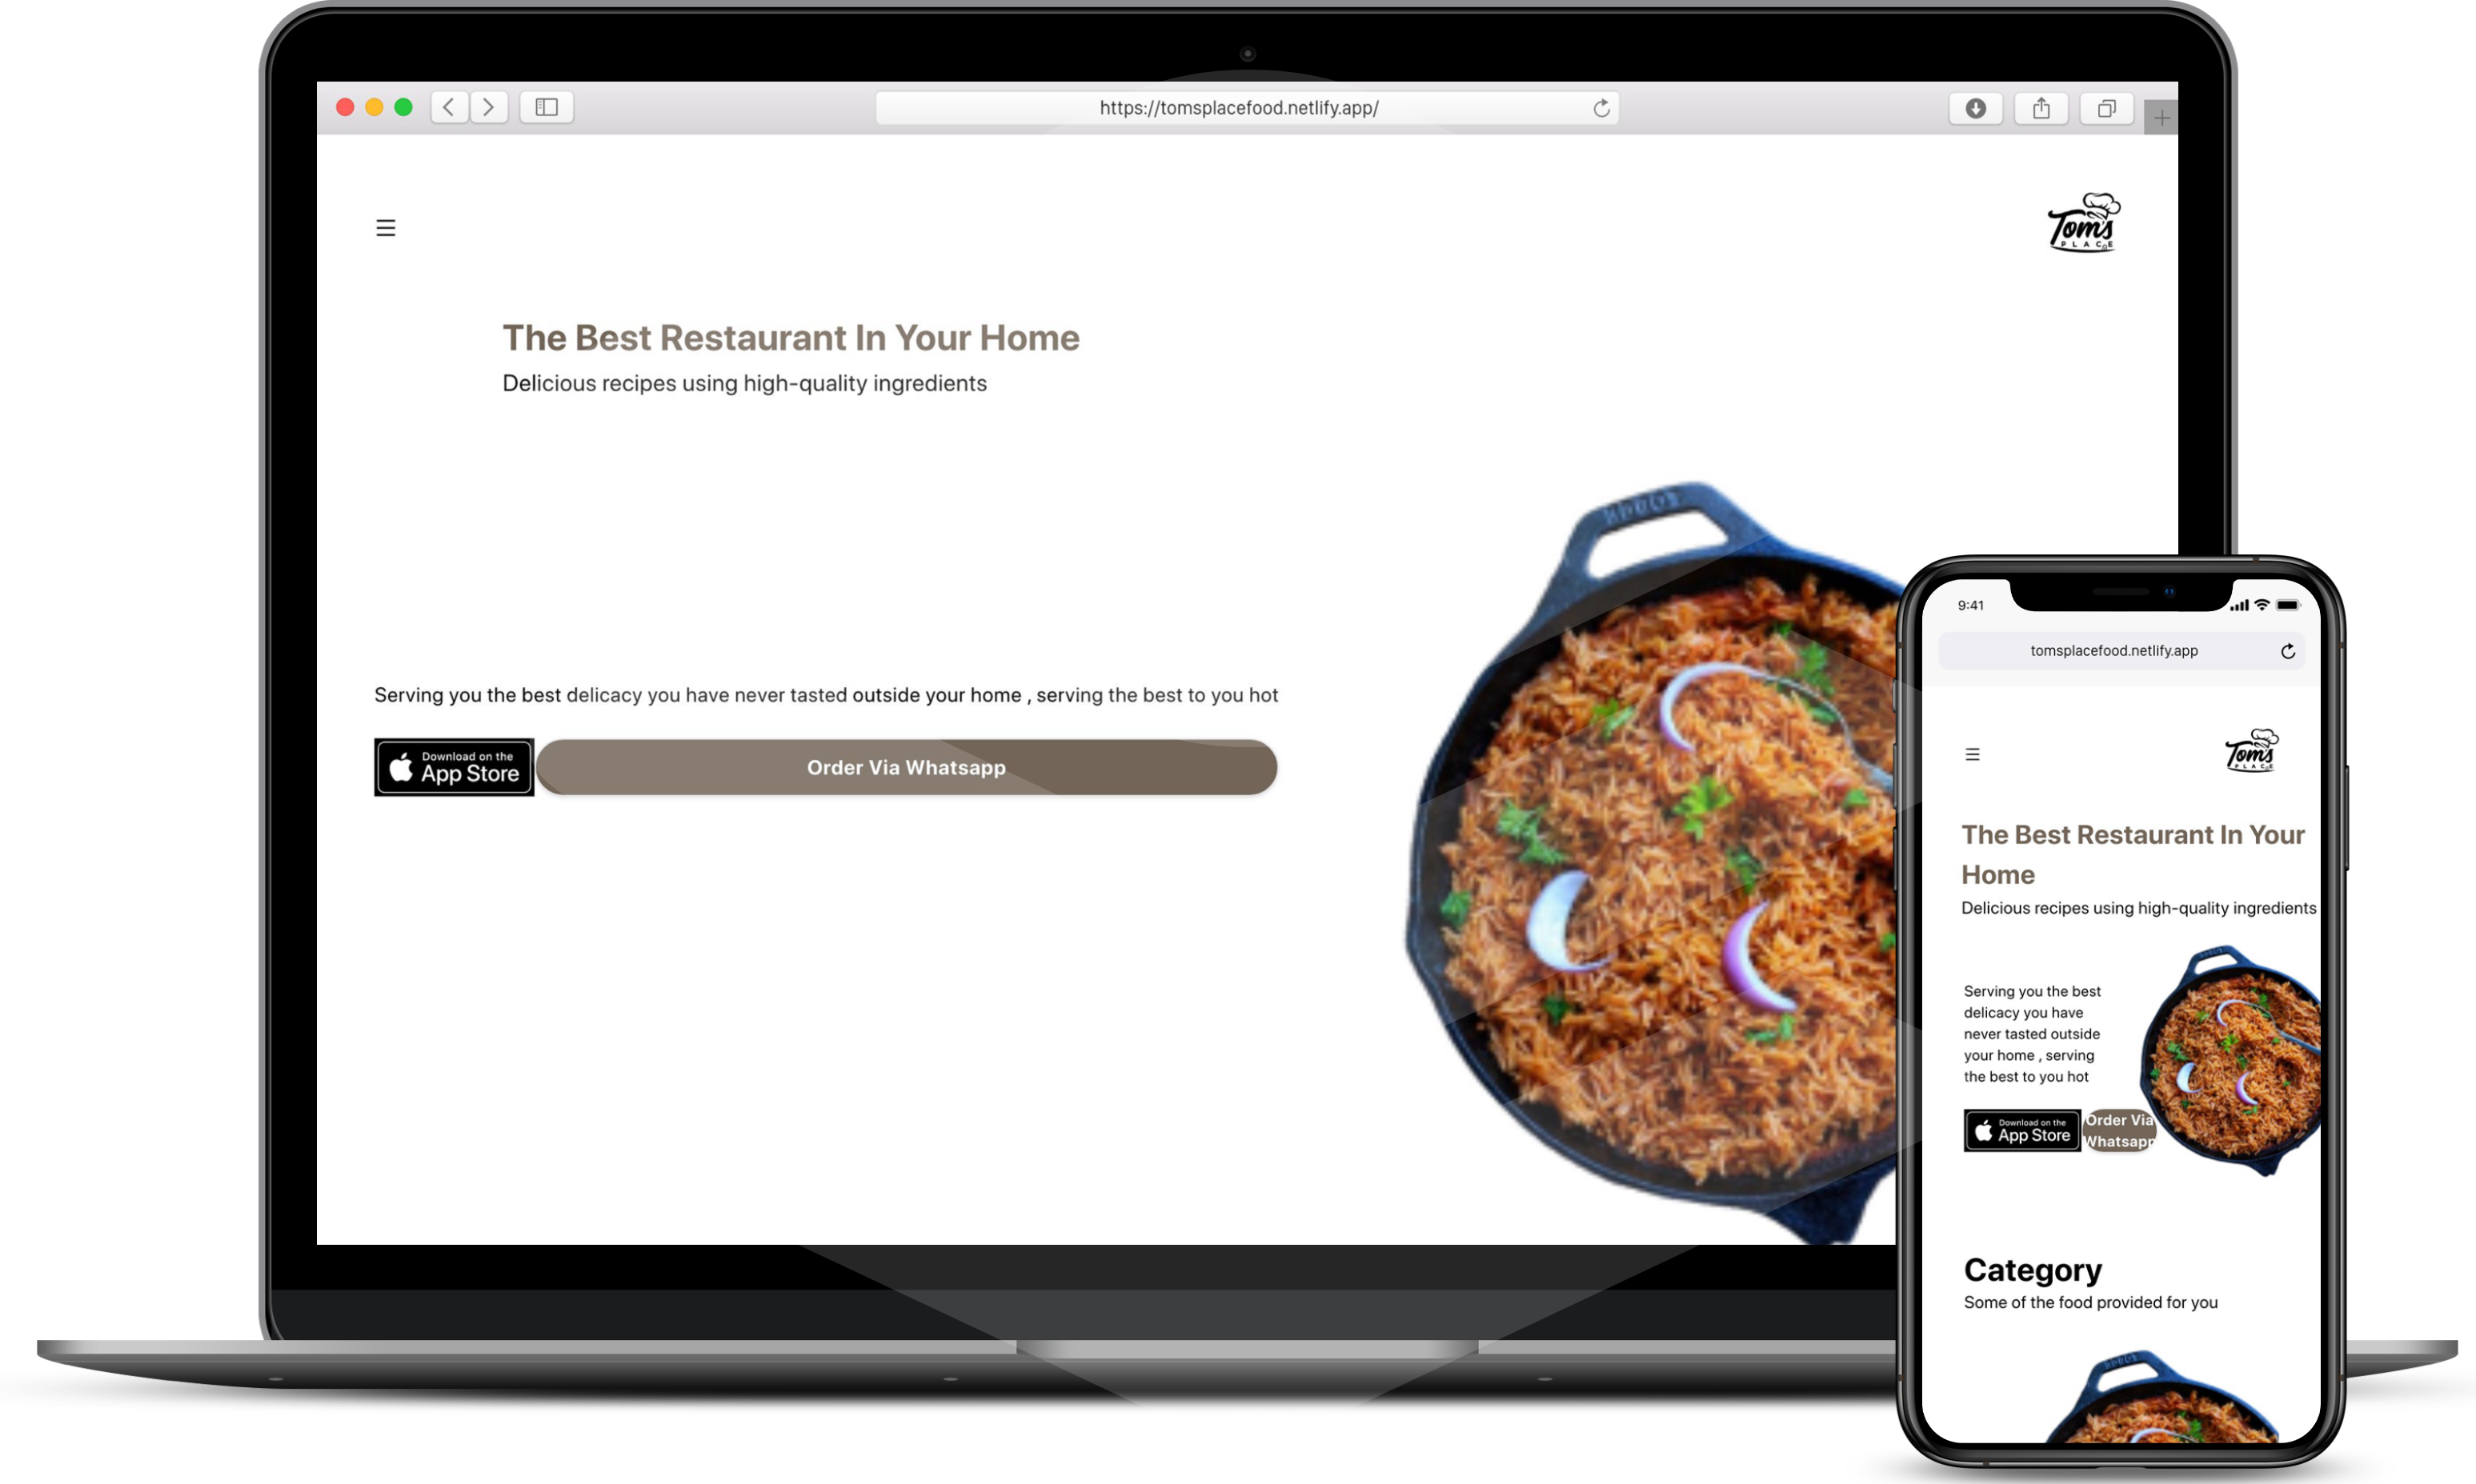 https://tomsplacefood.netlify.app/
Tom's
PLACE
The Best Restaurant In Your Home
Delicious recipes using high-quality ingredients
Serving you the best delicacy you have never tasted outside your home , serving the best to you hot
Download on the
App Store
Order Via Whatsapp
9:41
tomsplacefood.netlify.app
Tom's
PLACE
The Best Restaurant In Your
Home
Delicious recipes using high-quality ingredients
Serving you the best
delicacy you have
never tasted outside
your home , serving
the best to you hot
Download on the
App Store
Order Via
Whatsapp
Category
Some of the food provided for you